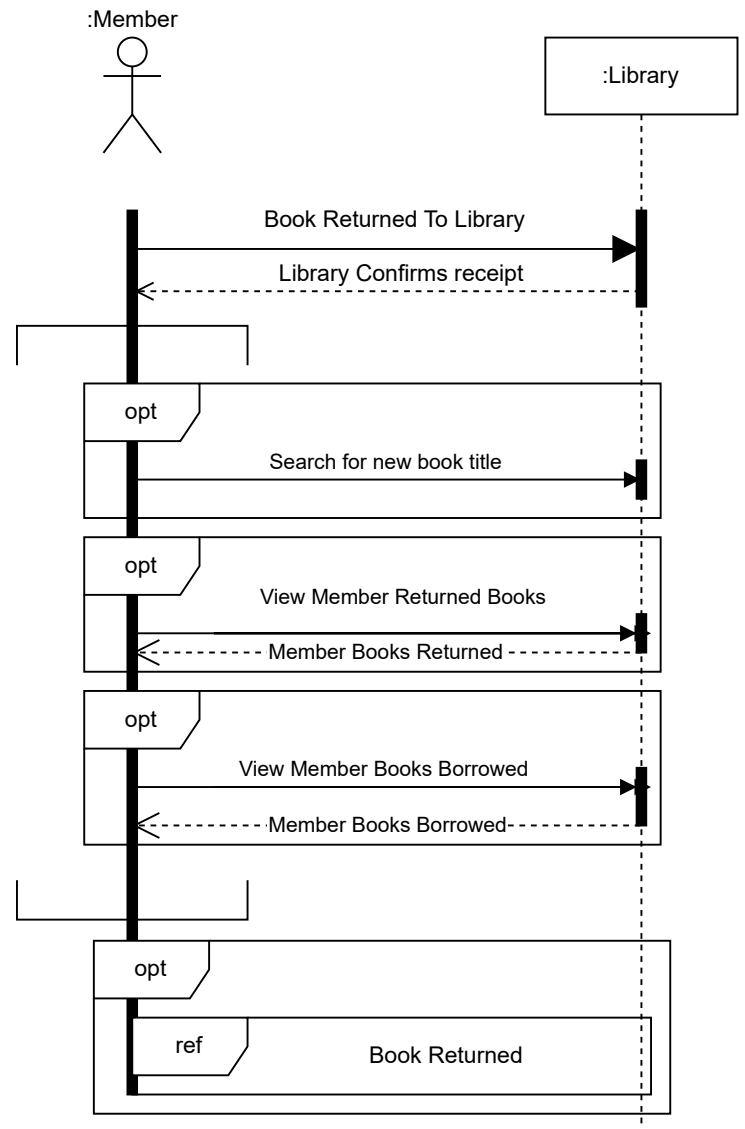 :Member
:Library
Book Returned To Library
Library Confirms receipt
opt
Search for new book title
opt
View Member Returned Books
Member Books Returned
opt
View Member Books Borrowed
Member Books Borrowed
opt
ref
Book Returned